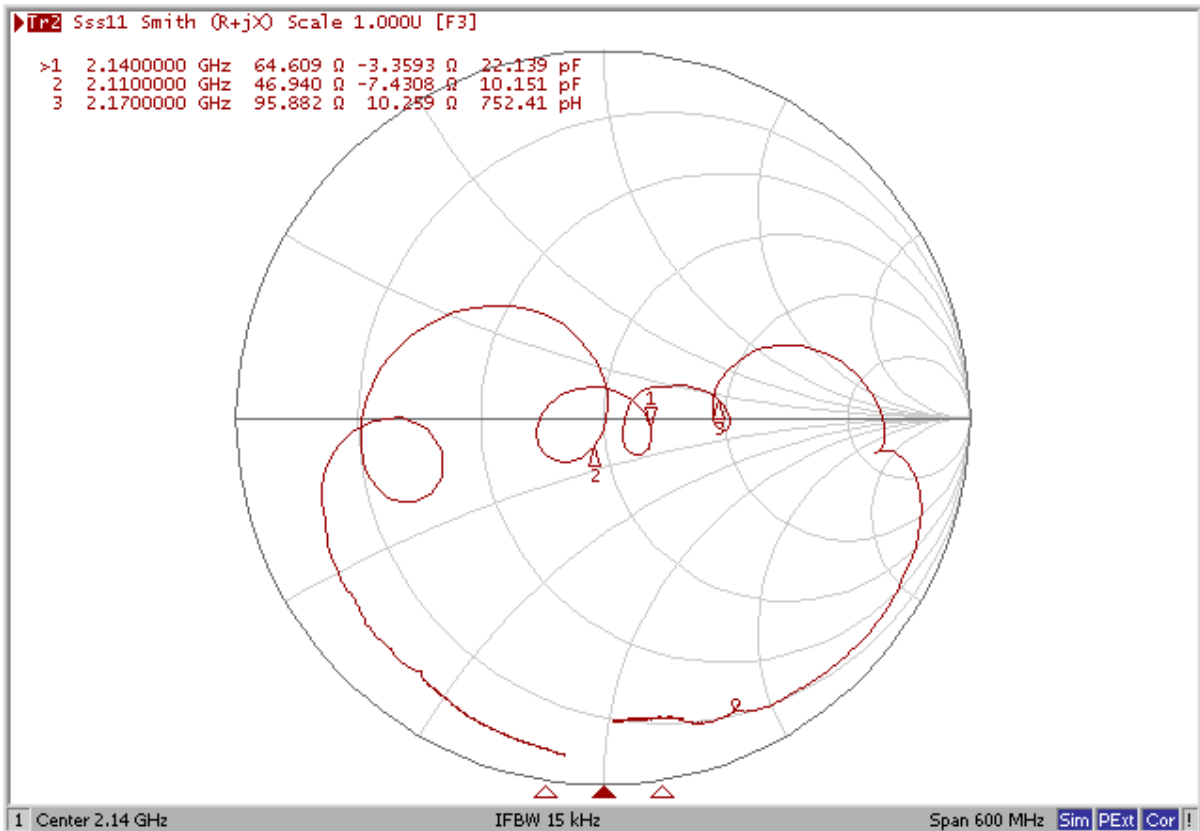 Tr2 Sss11 Smith (R+jX) Scale 1.000U [F3]
>1 2.1400000 GHz 64.609 Ω -3.3593 Ω 22.139 pF
2 2.1100000 GHz 46.940 Ω -7.4308 Ω 10.151 pF
3 2.1700000 GHz 95.882 Ω 10.259 Ω 752.41 pH
1
3
2
1 Center 2.14 GHz IFBW 15 kHz Span 600 MHz Sim PExt Cor !